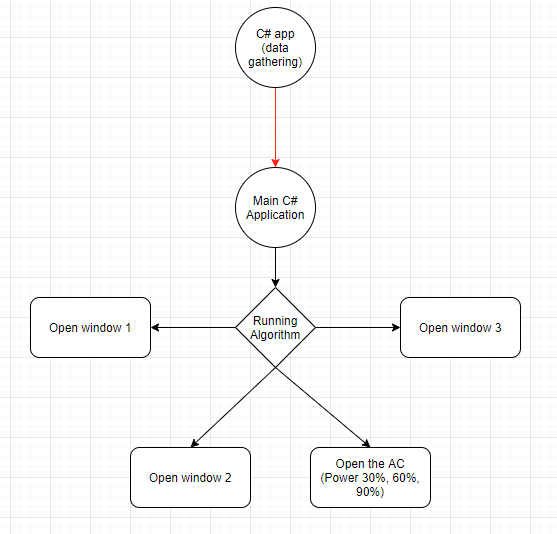 C# app
(data
gathering)
Main C#
Application
Running
Algorithm
Open window 1
Open window 3
Open window 2
Open the AC
(Power 30%, 60%,
90%)